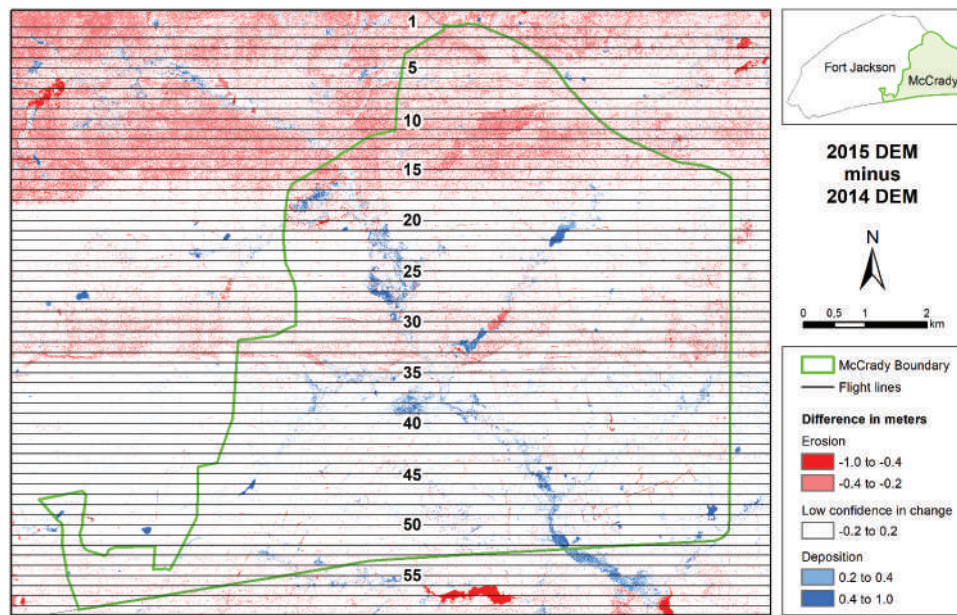 1
5
10
15
20
25
30
35
40
45
50
55
Fort Jackson
McCrady
2015 DEM
minus
2014 DEM
N
0 0.5 1 2
km
McCrady Boundary
Flight lines
Difference in meters
Erosion
-1.0 to -0.4
-0.4 to -0.2
Low confidence in change
-0.2 to 0.2
Deposition
0.2 to 0.4
0.4 to 1.0